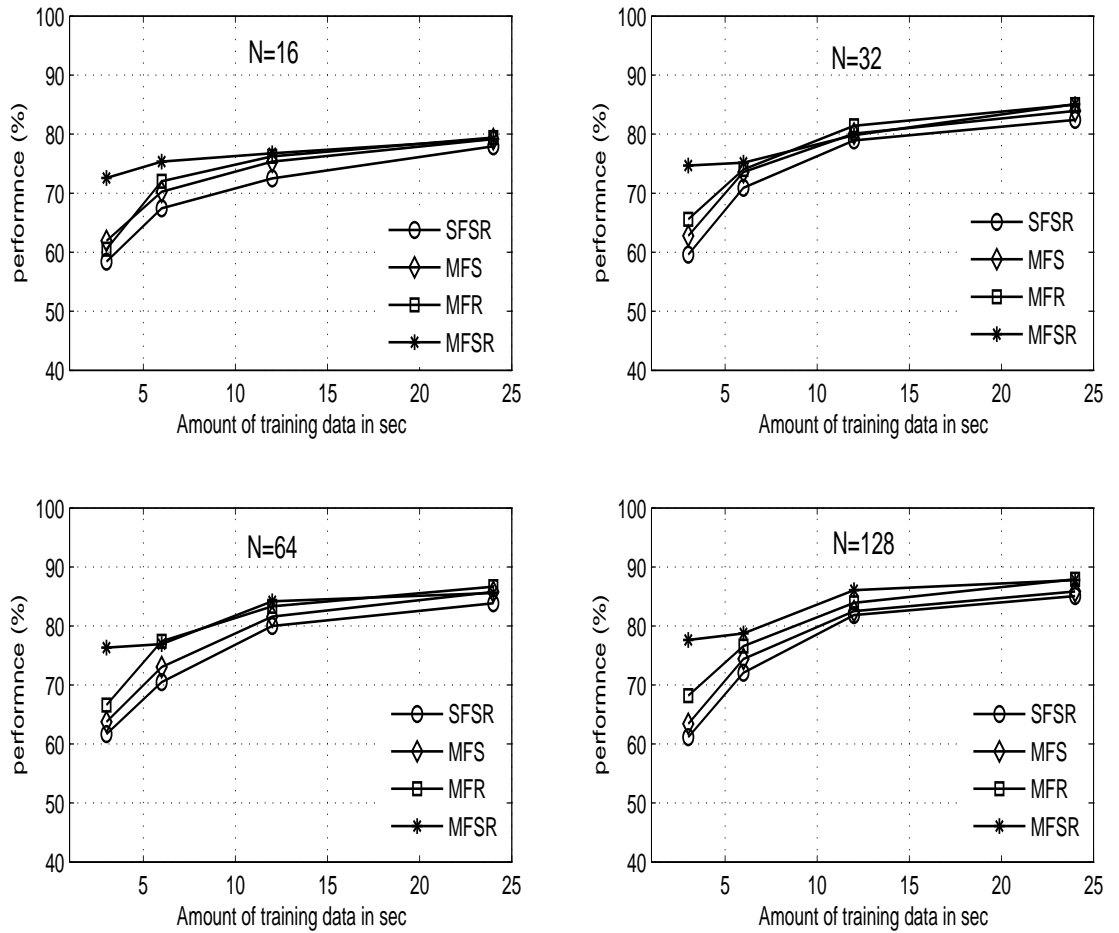 N=16
performnce (%)
100
90
80
70
60
50
40
5
10
15
20
25
Amount of training data in sec
SFSR
MFS
MFR
MFSR
N=32
performnce (%)
100
90
80
70
60
50
40
5
10
15
20
25
Amount of training data in sec
SFSR
MFS
MFR
MFSR
N=64
performnce (%)
100
90
80
70
60
50
40
5
10
15
20
25
Amount of training data in sec
SFSR
MFS
MFR
MFSR
N=128
performnce (%)
100
90
80
70
60
50
40
5
10
15
20
25
Amount of training data in sec
SFSR
MFS
MFR
MFSR